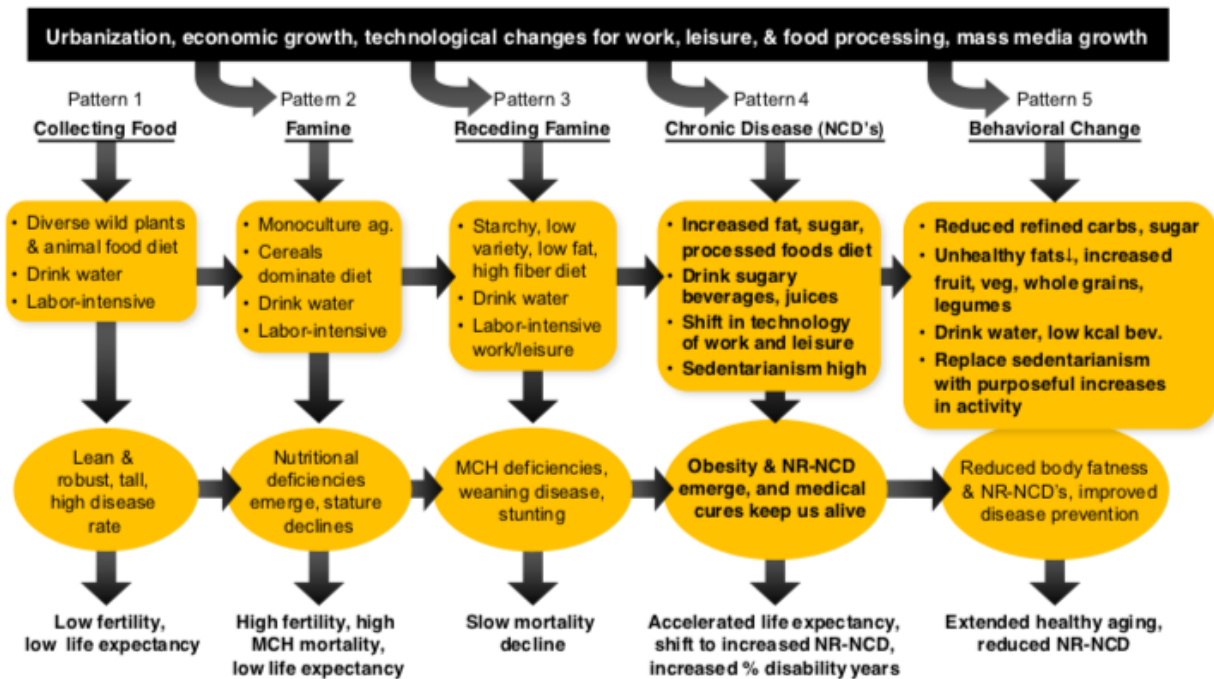 Urbanization, economic growth, technological changes for work, leisure, & food processing, mass media growth
Pattern 1
Collecting Food
Pattern 2
Famine
Pattern 3
Receding Famine
Pattern 4
Chronic Disease (NCD's)
Pattern 5
Behavioral Change
• Diverse wild plants
& animal food diet
• Drink water
• Labor-intensive
• Monoculture ag.
• Cereals
dominate diet
• Drink water
• Labor-intensive
• Starchy, low
variety, low fat,
high fiber diet
• Drink water
• Labor-intensive
work/leisure
• Increased fat, sugar,
processed foods diet
• Drink sugary
beverages, juices
• Shift in technology
of work and leisure
• Sedentarianism high
• Reduced refined carbs, sugar
• Unhealthy fats↓, increased
fruit, veg, whole grains,
legumes
• Drink water, low kcal bev.
• Replace sedentarianism
with purposeful increases
in activity
Lean &
robust, tall,
high disease
rate
Nutritional
deficiencies
emerge, stature
declines
MCH deficiencies,
weaning disease,
stunting
Obesity & NR-NCD
emerge, and medical
cures keep us alive
Reduced body fatness
& NR-NCD's, improved
disease prevention
Low fertility,
low life expectancy
High fertility, high
MCH mortality,
low life expectancy
Slow mortality
decline
Accelerated life expectancy,
shift to increased NR-NCD,
increased % disability years
Extended healthy aging,
reduced NR-NCD